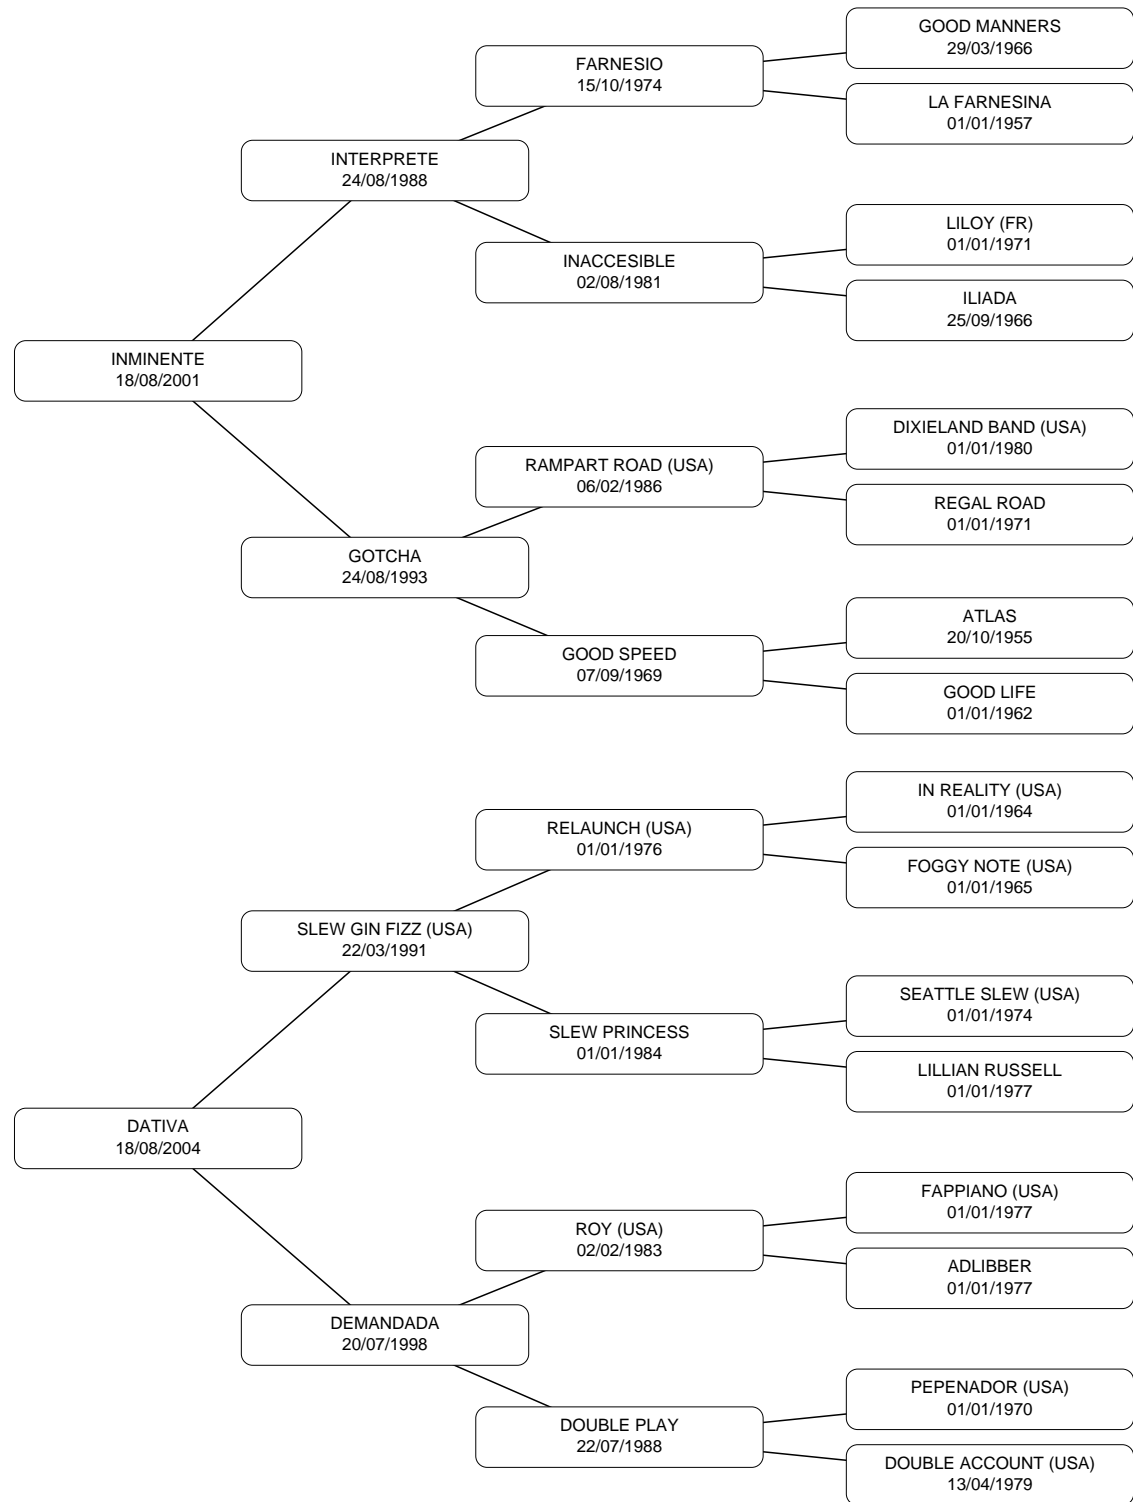 GOOD MANNERS
29/03/1966
FARNESIO
15/10/1974
LA FARNESINA
01/01/1957
INTERPRETE
24/08/1988
LILOY (FR)
01/01/1971
INACCESIBLE
02/08/1981
ILIADA
25/09/1966
INMINENTE
18/08/2001
DIXIELAND BAND (USA)
01/01/1980
RAMPART ROAD (USA)
06/02/1986
REGAL ROAD
01/01/1971
GOTCHA
24/08/1993
ATLAS
20/10/1955
GOOD SPEED
07/09/1969
GOOD LIFE
01/01/1962
IN REALITY (USA)
01/01/1964
RELAUNCH (USA)
01/01/1976
FOGGY NOTE (USA)
01/01/1965
SLEW GIN FIZZ (USA)
22/03/1991
SEATTLE SLEW (USA)
01/01/1974
SLEW PRINCESS
01/01/1984
LILLIAN RUSSELL
01/01/1977
DATIVA
18/08/2004
FAPPIANO (USA)
01/01/1977
ROY (USA)
02/02/1983
ADLIBBER
01/01/1977
DEMANDADA
20/07/1998
PEPENADOR (USA)
01/01/1970
DOUBLE PLAY
22/07/1988
DOUBLE ACCOUNT (USA)
13/04/1979